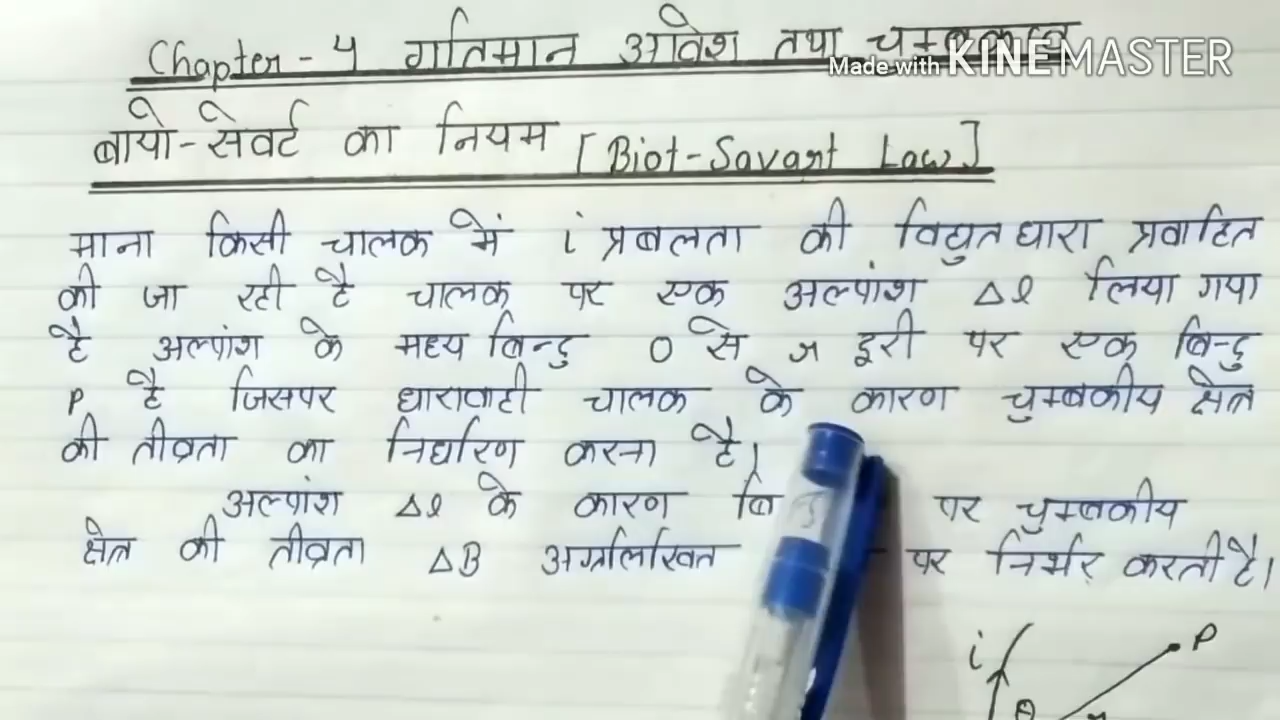 Chapter - 4 गतिमान आवेश तथा चुम्बकत्व
Made with KINEMASTER
बायो-सेवर्ट का नियम [Biot-Savart Law]
माना किसी चालक में i प्रबलता की विद्युतधारा प्रवाहित
की जा रही है चालक पर एक अल्पांश Δl लिया गया
है अल्पांश के मध्य बिन्दु O से r दूरी पर एक बिन्दु
P है जिसपर धारावाही चालक के कारण चुम्बकीय क्षेत्र
की तीव्रता का निर्धारण करना है।
अल्पांश Δl के कारण पर चुम्बकीय
क्षेत्र की तीव्रता ΔB अग्रलिखित पर निर्भर करती है।
i P
θ r